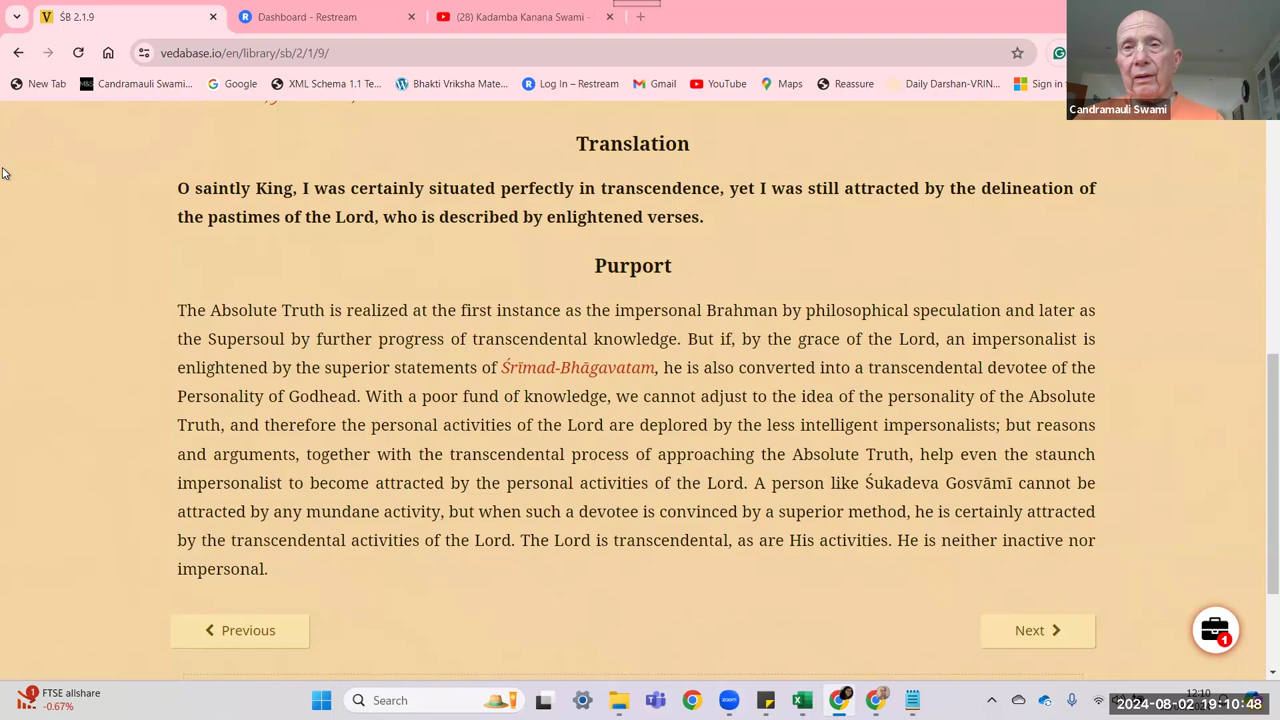 ŚB 2.1.9
Dashboard - Restream
(28) Kadamba Kanana Swami -
vedabase.io/en/library/sb/2/1/9/
New Tab
Candramauli Swami...
Google
XML Schema 1.1 Te...
Bhakti Vriksha Mate...
Log In – Restream
Gmail
YouTube
Maps
Reassure
Daily Darshan-VRIN...
Sign in
Candramauli Swami
Translation
O saintly King, I was certainly situated perfectly in transcendence, yet I was still attracted by the delineation of
the pastimes of the Lord, who is described by enlightened verses.
Purport
The Absolute Truth is realized at the first instance as the impersonal Brahman by philosophical speculation and later as
the Supersoul by further progress of transcendental knowledge. But if, by the grace of the Lord, an impersonalist is
enlightened by the superior statements of Śrīmad-Bhāgavatam, he is also converted into a transcendental devotee of the
Personality of Godhead. With a poor fund of knowledge, we cannot adjust to the idea of the personality of the Absolute
Truth, and therefore the personal activities of the Lord are deplored by the less intelligent impersonalists; but reasons
and arguments, together with the transcendental process of approaching the Absolute Truth, help even the staunch
impersonalist to become attracted by the personal activities of the Lord. A person like Śukadeva Gosvāmī cannot be
attracted by any mundane activity, but when such a devotee is convinced by a superior method, he is certainly attracted
by the transcendental activities of the Lord. The Lord is transcendental, as are His activities. He is neither inactive nor
impersonal.
Previous
Next
1
1
FTSE allshare
-0.67%
Search
12:10
2024-08-02 19:10:48